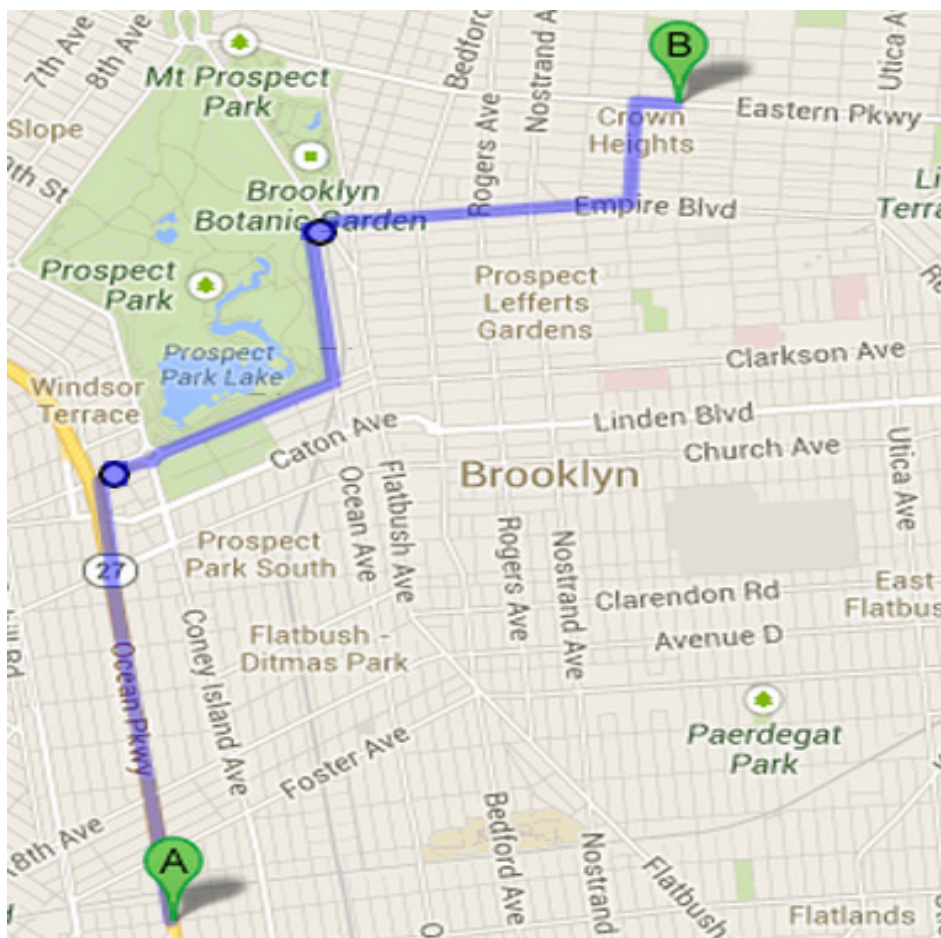 7th Ave
8th Ave
Mt Prospect
Park
Bedford
Rogers Ave
Nostrand Ave
B
Utica A
Eastern Pkwy
Slope
9th St
Crown
Heights
Brooklyn
Botanic Garden
Empire Blvd
Li
Terra
Prospect
Park
Prospect
Lefferts
Gardens
Prospect
Park Lake
Clarkson Ave
Windsor
Terrace
Linden Blvd
Caton Ave
Church Ave
Brooklyn
Utica Ave
Ocean Ave
Flatbush Ave
Rogers Ave
Nostrand Ave
Prospect
Park South
27
Clarendon Rd
East
Flatbus
Avenue D
Flatbush -
Ditmas Park
Coney Island Ave
Ocean Pkwy
Paerdegat
Park
Foster Ave
18th Ave
A
Bedford Ave
Nostrand
Flatbush
Flatlands